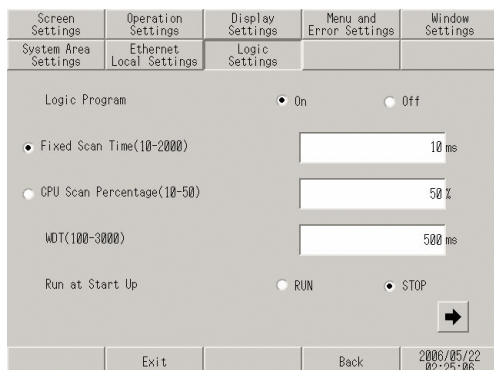 Screen Settings
Operation Settings
Display Settings
Menu and Error Settings
Window Settings
System Area Settings
Ethernet Local Settings
Logic Settings
Logic Program On Off
Fixed Scan Time(10-2000) 10 ms
CPU Scan Percentage(10-50) 50 %
WDT(100-3000) 500 ms
Run at Start Up RUN STOP
Exit Back 2006/05/22
02:25:06